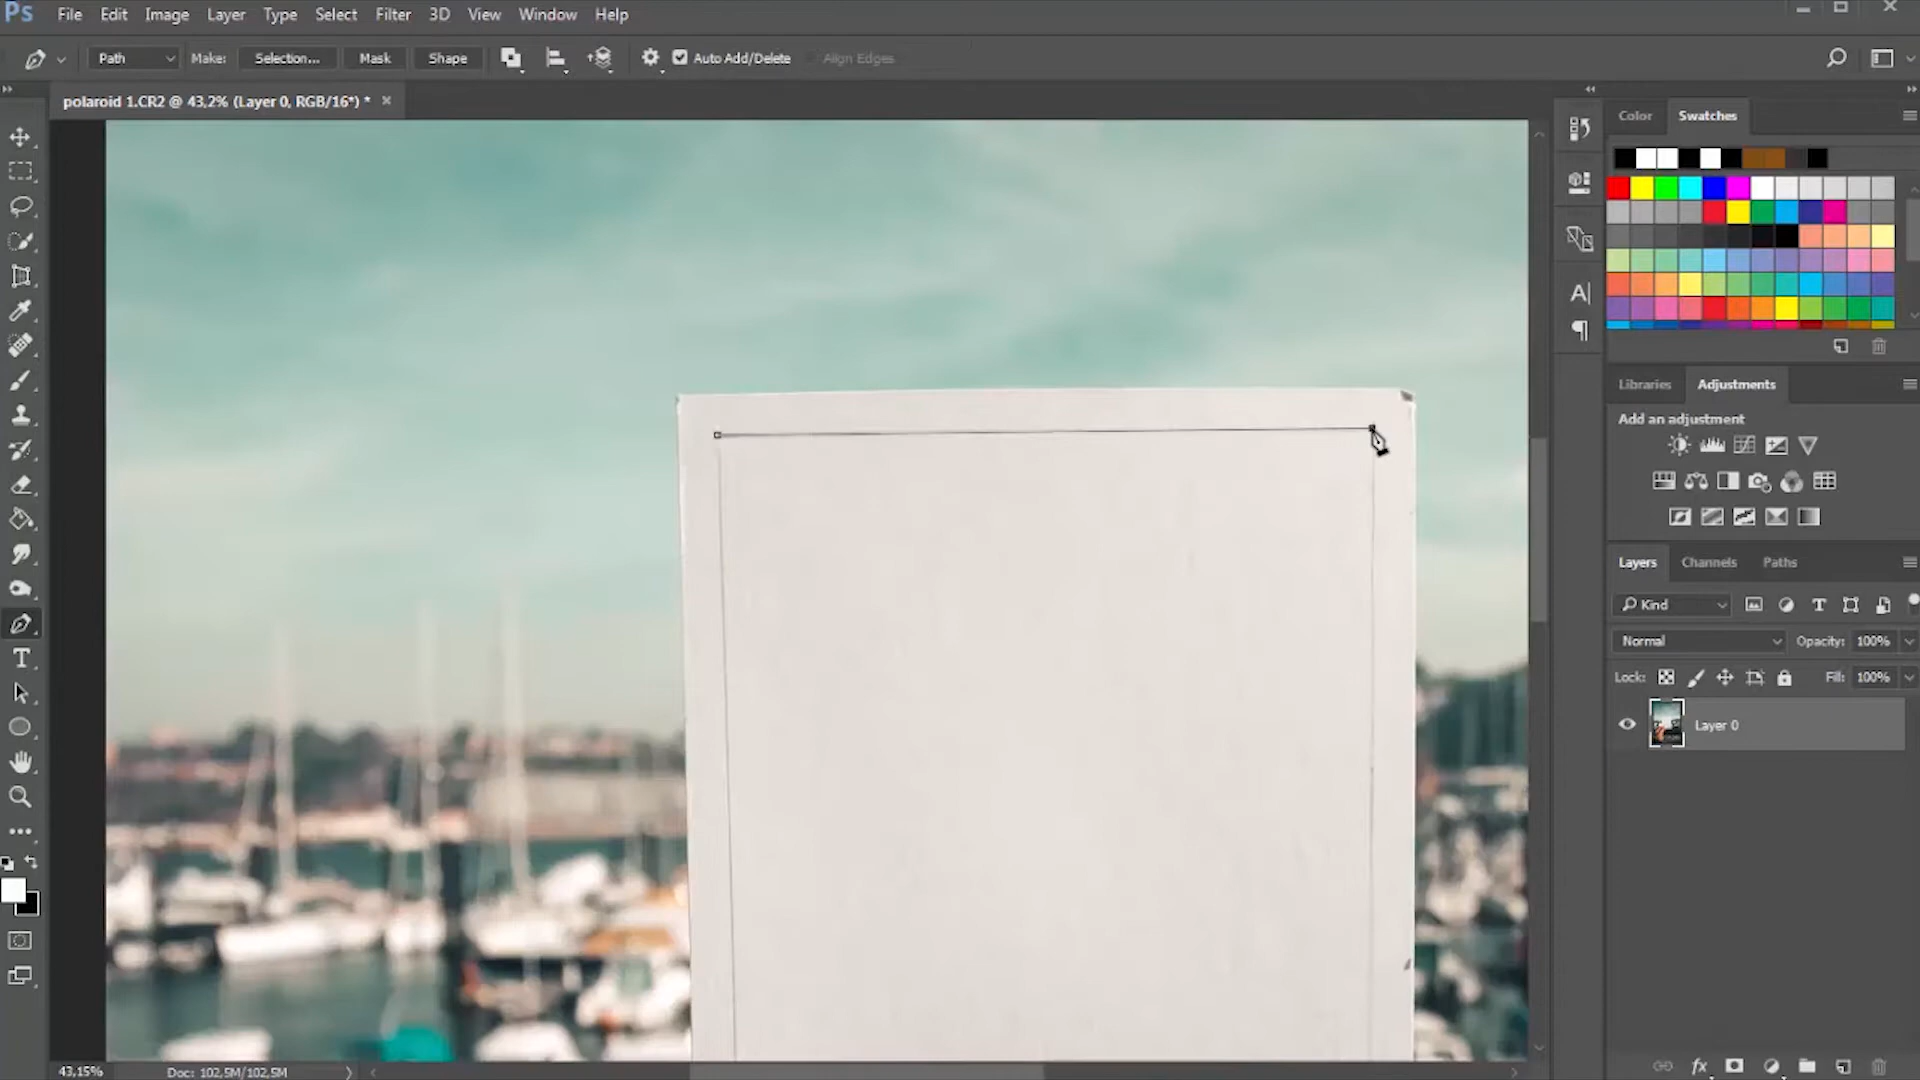 Ps File Edit Image Layer Type Select Filter 3D View Window Help
Path Make: Selection... Mask Shape Auto Add/Delete Align Edges
polaroid 1.CR2 @ 43,2% (Layer 0, RGB/16*) *
Color Swatches
Libraries Adjustments
Add an adjustment
Layers Channels Paths
Kind
Normal Opacity: 100%
Lock: Fill: 100%
Layer 0
43,15% Doc: 102,5M/102,5M